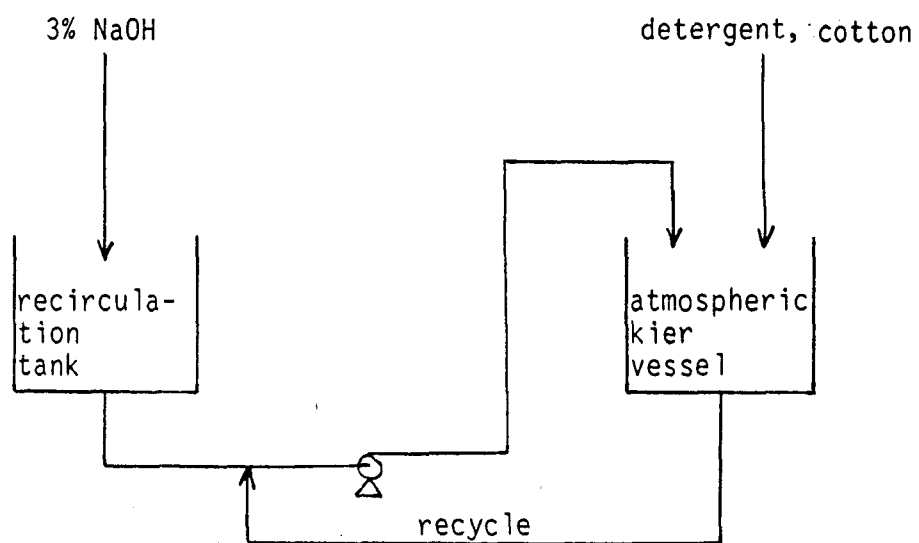 3% NaOH
detergent, cotton
recircula-
tion
tank
atmospheric
kier
vessel
recycle